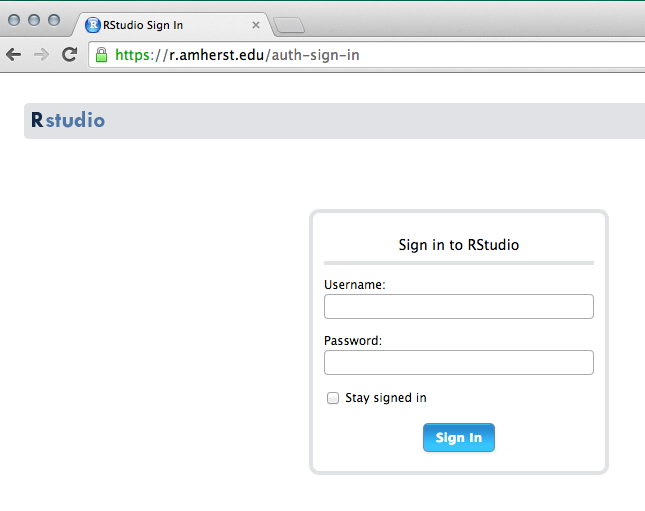 RStudio Sign In
https://r.amherst.edu/auth-sign-in
Rstudio
Sign in to RStudio
Username:
Password:
Stay signed in
Sign In